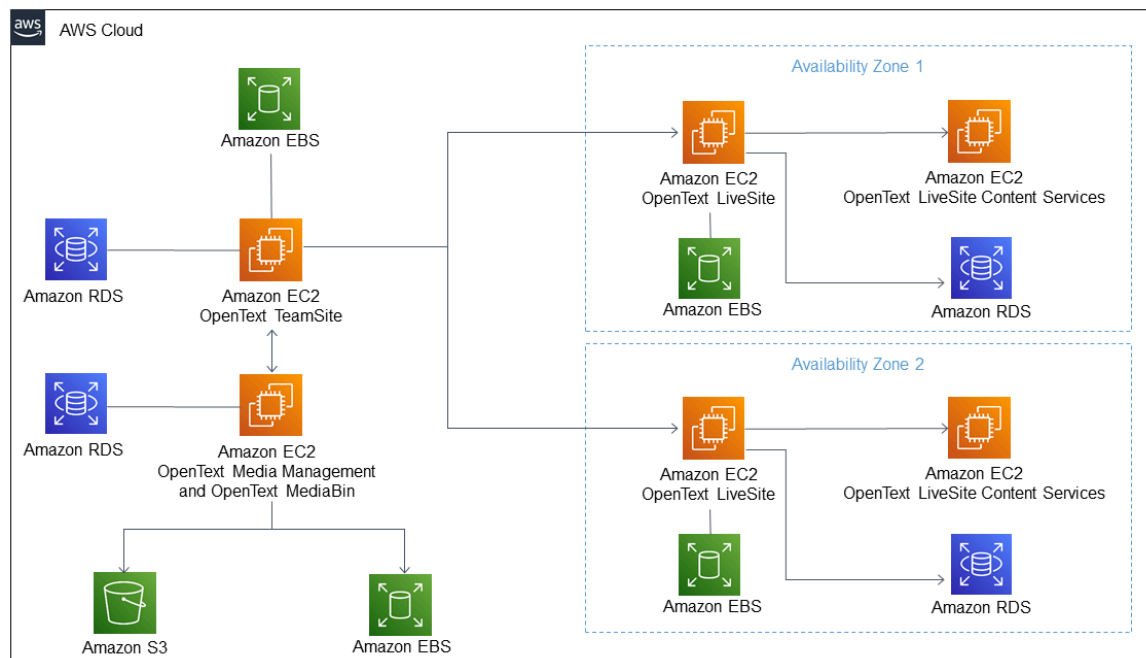 aws
AWS Cloud
Amazon EBS
Amazon RDS
Amazon EC2
OpenText TeamSite
Amazon RDS
Amazon EC2
OpenText Media Management
and OpenText MediaBin
Amazon S3
Amazon EBS
Availability Zone 1
Amazon EC2
OpenText LiveSite
Amazon EC2
OpenText LiveSite Content Services
Amazon EBS
Amazon RDS
Availability Zone 2
Amazon EC2
OpenText LiveSite
Amazon EC2
OpenText LiveSite Content Services
Amazon EBS
Amazon RDS